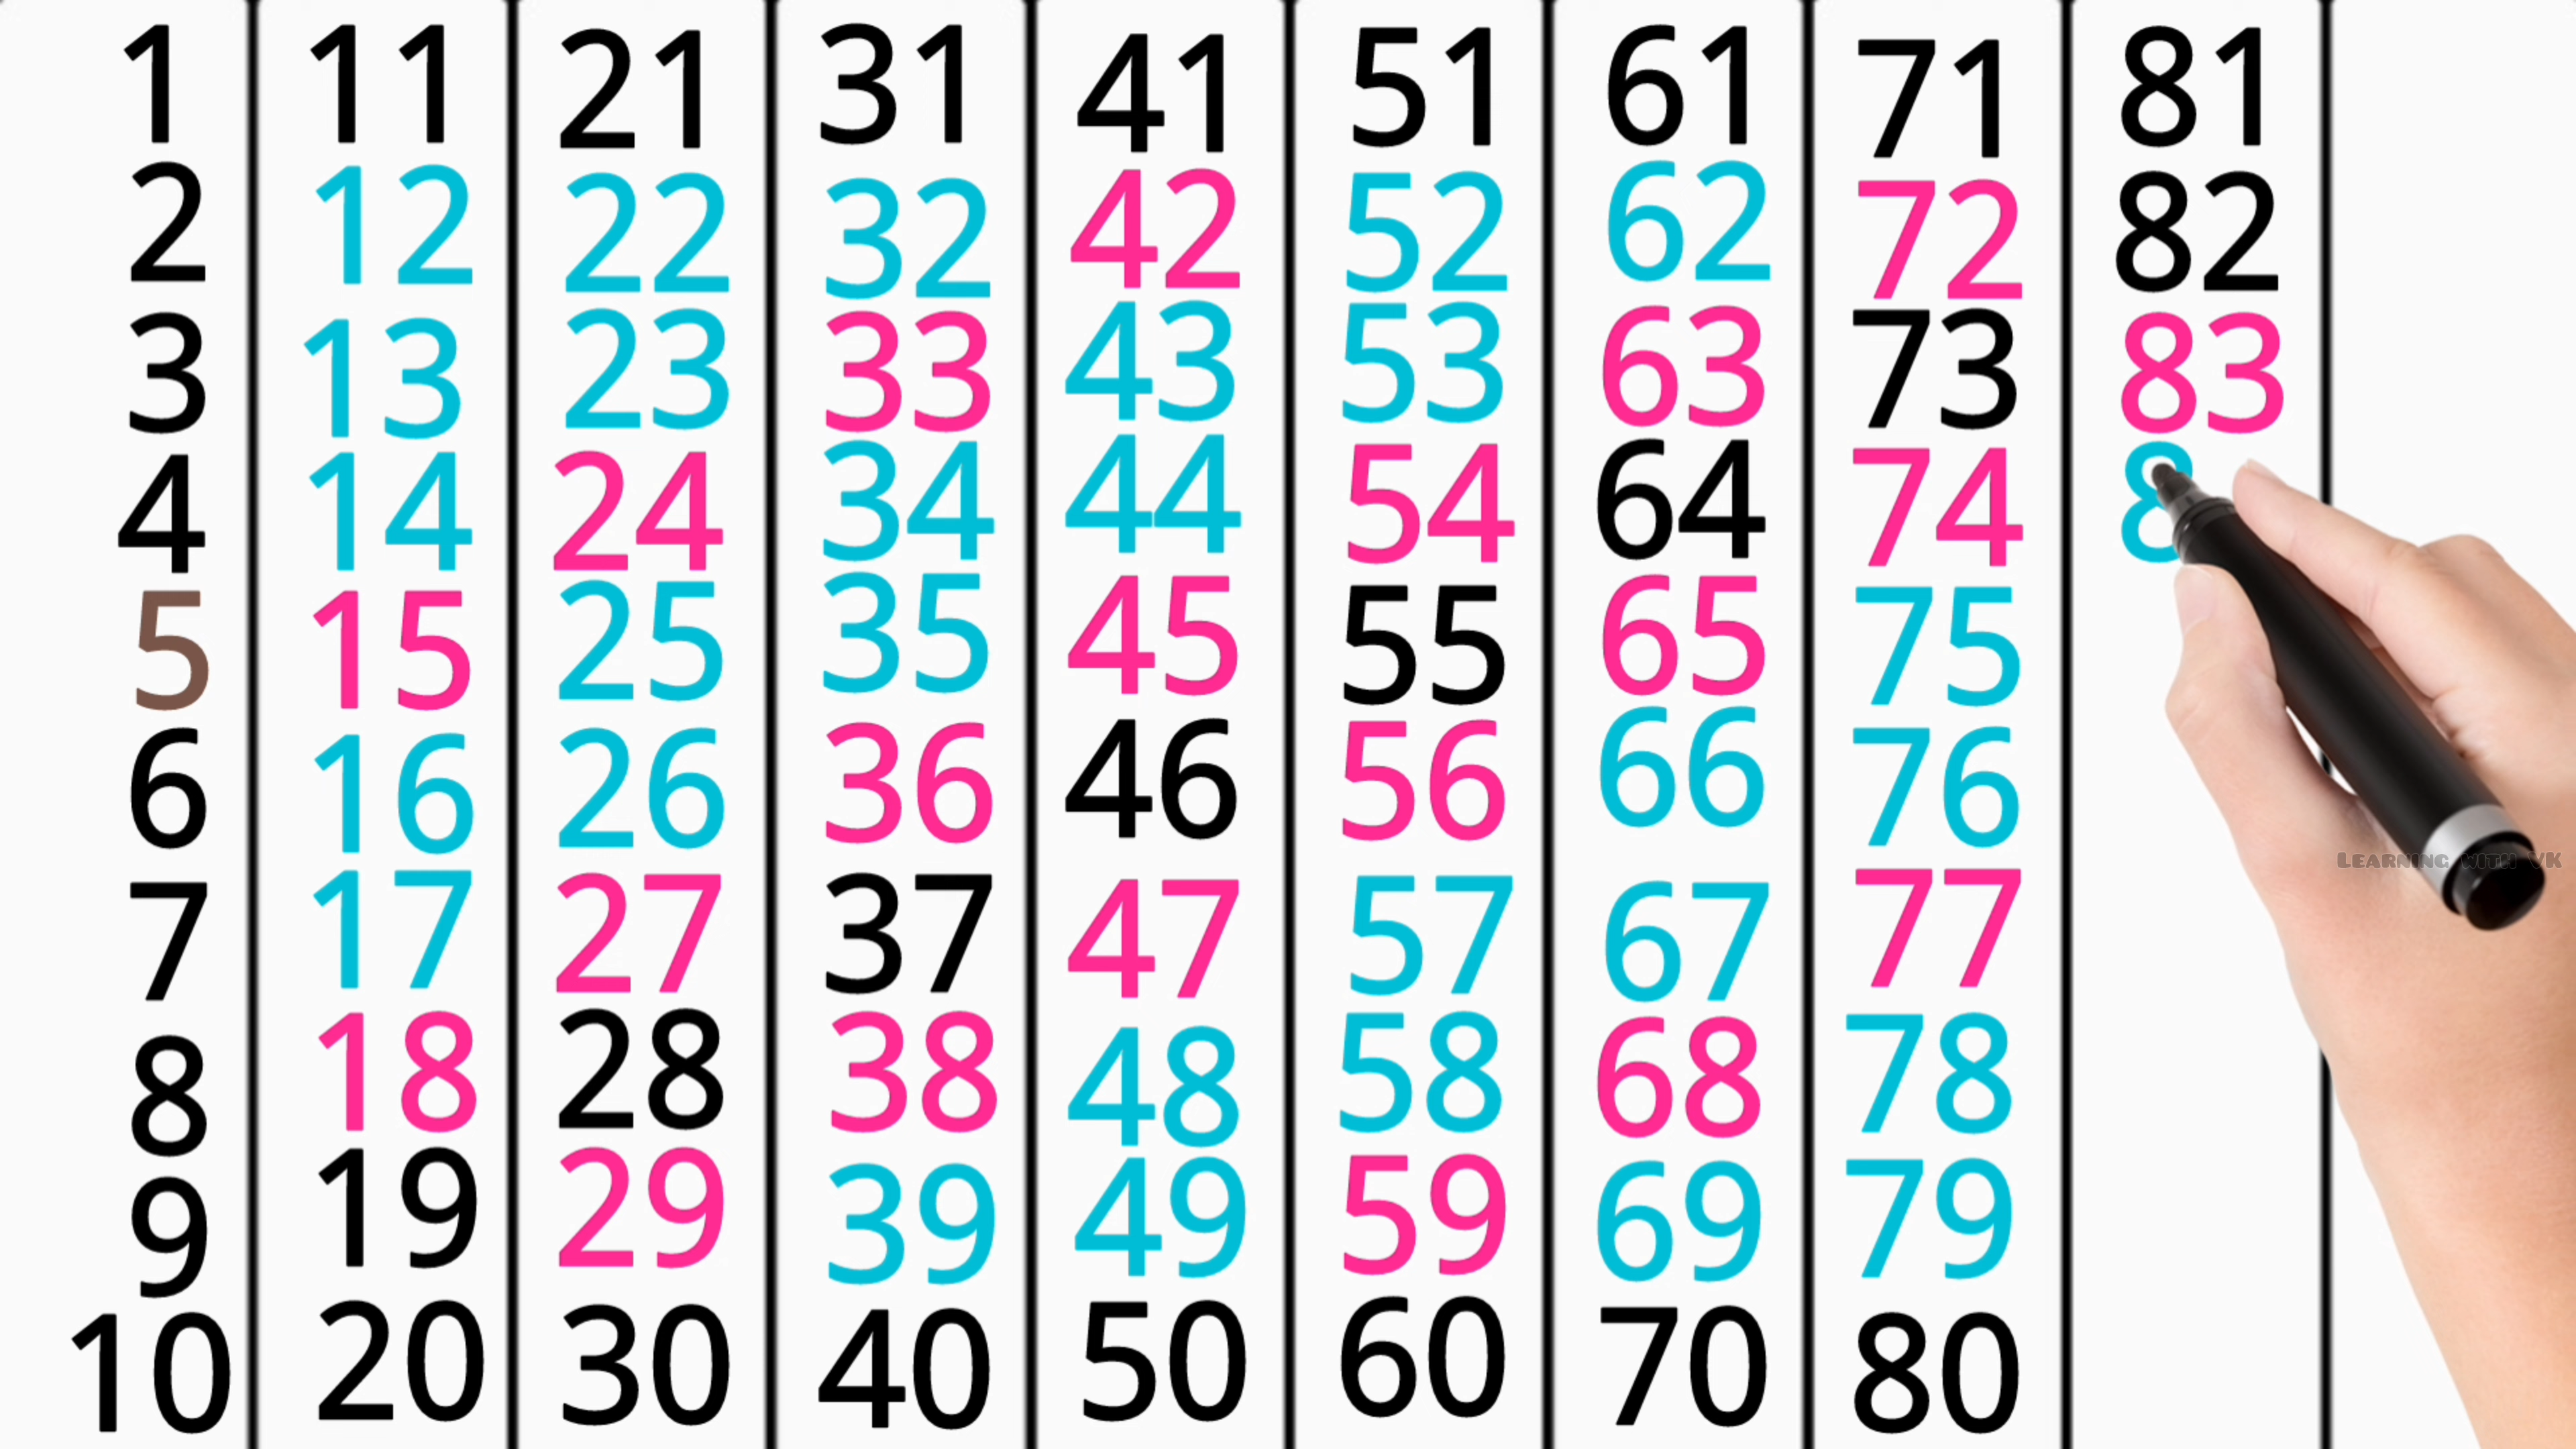 1 11 21 31 41 51 61 71 81
2 12 22 32 42 52 62 72 82
3 13 23 33 43 53 63 73 83
4 14 24 34 44 54 64 74 8
5 15 25 35 45 55 65 75
6 16 26 36 46 56 66 76
7 17 27 37 47 57 67 77
8 18 28 38 48 58 68 78
9 19 29 39 49 59 69 79
10 20 30 40 50 60 70 80
Learning with VK